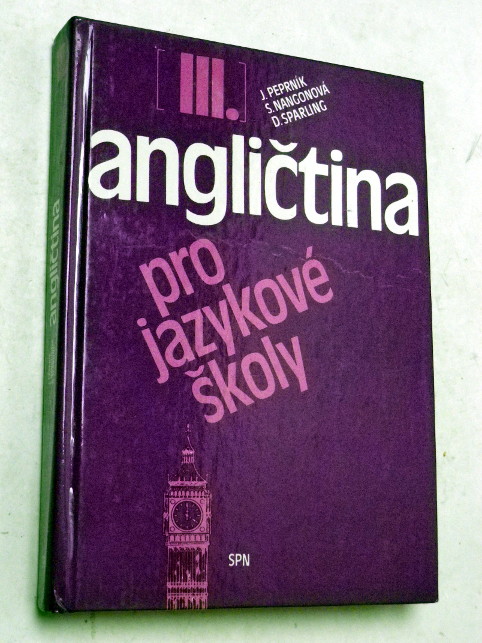 [III.]
J. PEPRNÍK
S. NANGONOVÁ
D. SPARLING
angličtina
pro
jazykové
školy
SPN
angličtina